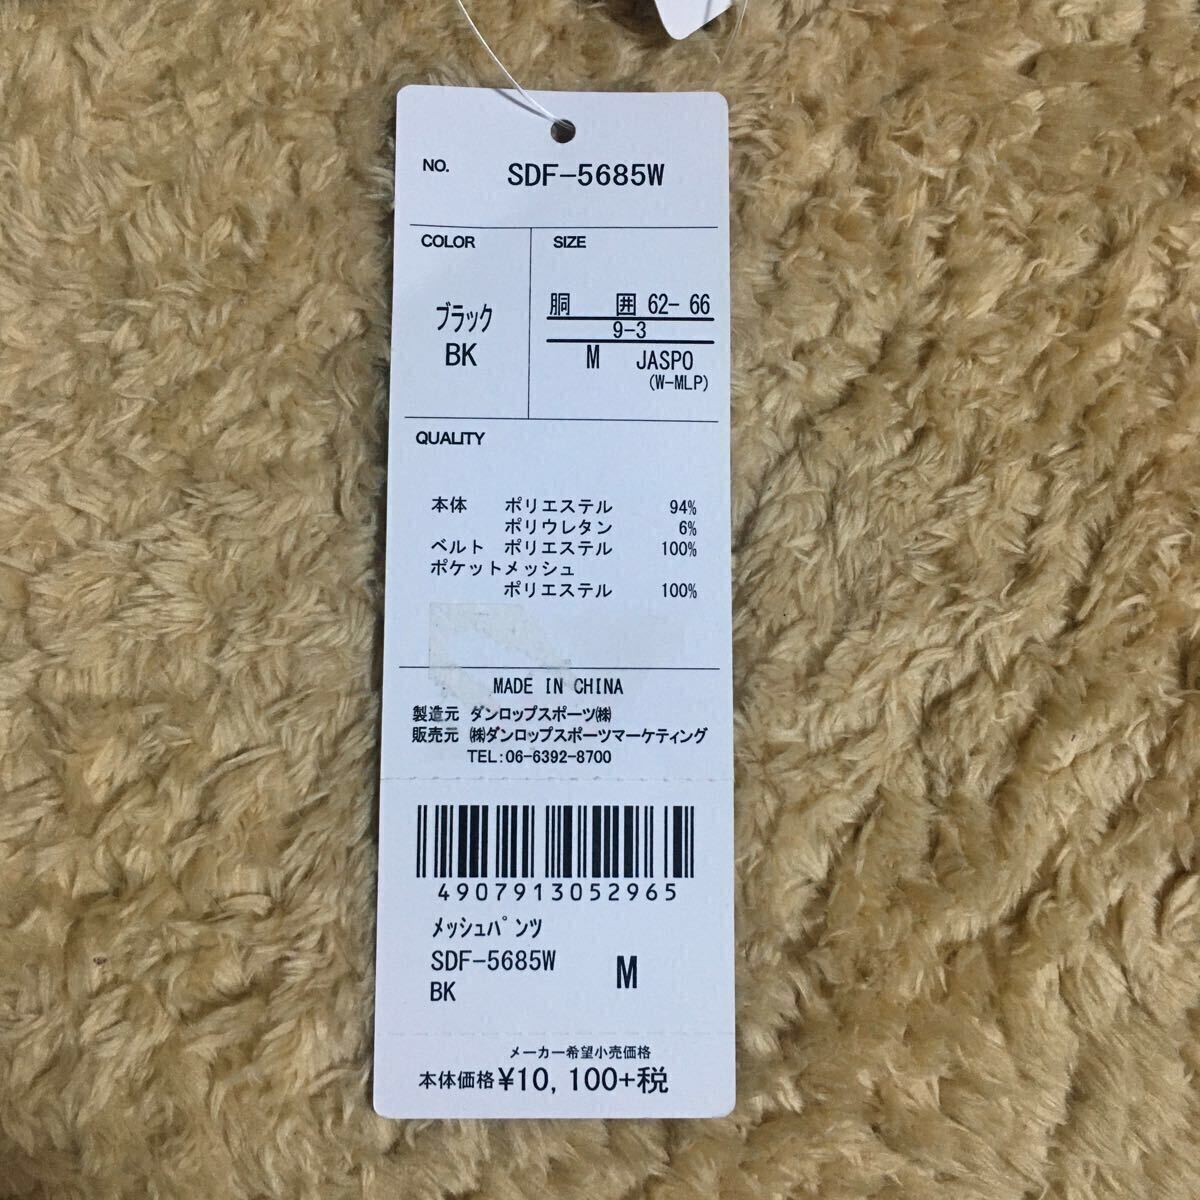 NO. SDF-5685W
COLOR
ブラック
BK
SIZE
胴 囲 62- 66
9-3
M JASPO
(W-MLP)
QUALITY
本体 ポリエステル 94%
ポリウレタン 6%
ベルト ポリエステル 100%
ポケットメッシュ
ポリエステル 100%
MADE IN CHINA
製造元 ダンロップスポーツ㈱
販売元 ㈱ダンロップスポーツマーケティング
TEL:06-6392-8700
4907913052965
メッシュパンツ
SDF-5685W M
BK
メーカー希望小売価格
本体価格¥10,100+税